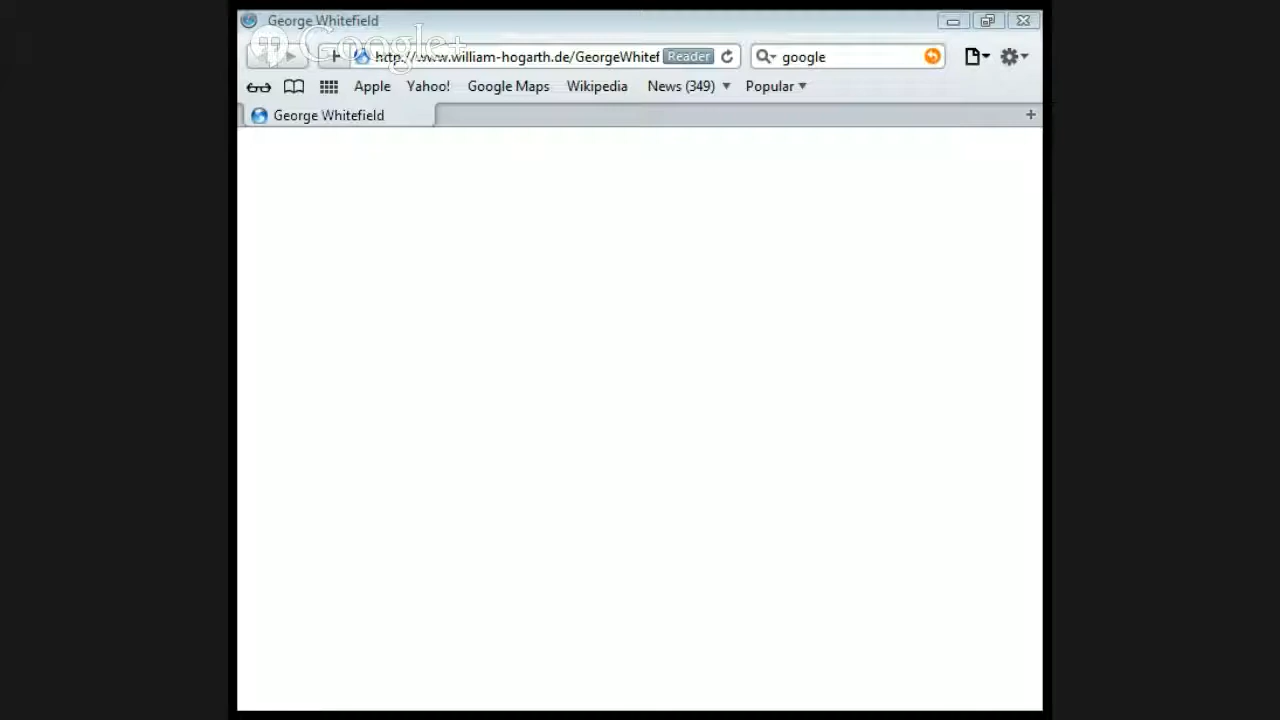 George Whitefield
Google+
http://www.william-hogarth.de/GeorgeWhitef Reader google
Apple Yahoo! Google Maps Wikipedia News (349) Popular
George Whitefield